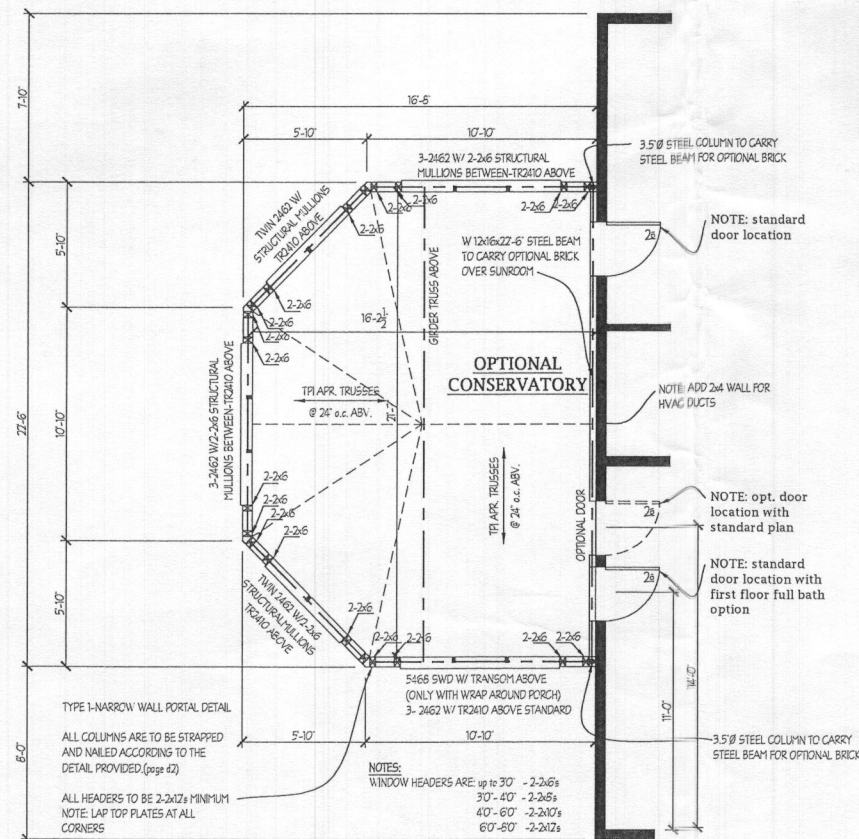 7'-10"
16'-8"
5'-10"
10'-10"
3-2462 W/ 2-2x6 STRUCTURAL
MULLIONS BETWEEN-TR2410 ABOVE
3.5"Ø STEEL COLUMN TO CARRY
STEEL BEAM FOR OPTIONAL BRICK
TWIN 2462 W/
STRUCTURAL MULLIONS
TR2410 ABOVE
2-2x6
2-2x6
2-2x6
2-2x6
2-2x6
NOTE: standard
door location
26
5'-10"
W 12x16x22'-6" STEEL BEAM
TO CARRY OPTIONAL BRICK
OVER SUNROOM
GIRDER TRUSS ABOVE
2-2x6
2-2x6
2-2x6
2-2x6
16'-2 1/2"
OPTIONAL
CONSERVATORY
3-2462 W/2-2x6 STRUCTURAL
MULLIONS BETWEEN-TR2410 ABOVE
TPI APR. TRUSSES
@ 24" o.c. ABV.
NOTE: ADD 2x4 WALL FOR
HVAC DUCTS
22'-6"
10'-10"
TPI APR. TRUSSES
@ 24" o.c. ABV.
OPTIONAL DOOR
2-2x6
2-2x6
2-2x6
2-2x6
NOTE: opt. door
location with
standard plan
26
NOTE: standard
door location with
first floor full bath
option
26
5'-10"
TWIN 2462 W/2-2x6
STRUCTURAL MULLIONS
TR2410 ABOVE
2-2x6
2-2x6
2-2x6
2-2x6
2-2x6
5468 SWD W/ TRANSOM ABOVE
(ONLY WITH WRAP AROUND PORCH)
3- 2462 W/ TR2410 ABOVE STANDARD
11'-0"
14'-0"
TYPE 1-NARROW WALL PORTAL DETAIL
ALL COLUMNS ARE TO BE STRAPPED
AND NAILED ACCORDING TO THE
DETAIL PROVIDED.(page d2)
5'-10"
10'-10"
3.5"Ø STEEL COLUMN TO CARRY
STEEL BEAM FOR OPTIONAL BRICK
6'-0"
ALL HEADERS TO BE 2-2x12's MINIMUM
NOTE: LAP TOP PLATES AT ALL
CORNERS
NOTES:
WINDOW HEADERS ARE: up to 3'0" - 2-2x6's
3'0"- 4'0" - 2-2x8's
4'0"- 6'0" - 2-2x10's
6'0"-8'0" - 2-2x12's